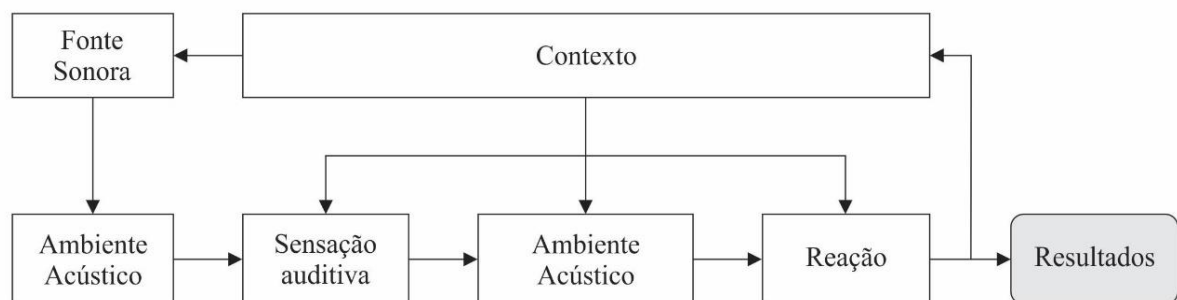 Fonte
Sonora
Contexto
Ambiente
Acústico
Sensação
auditiva
Ambiente
Acústico
Reação
Resultados